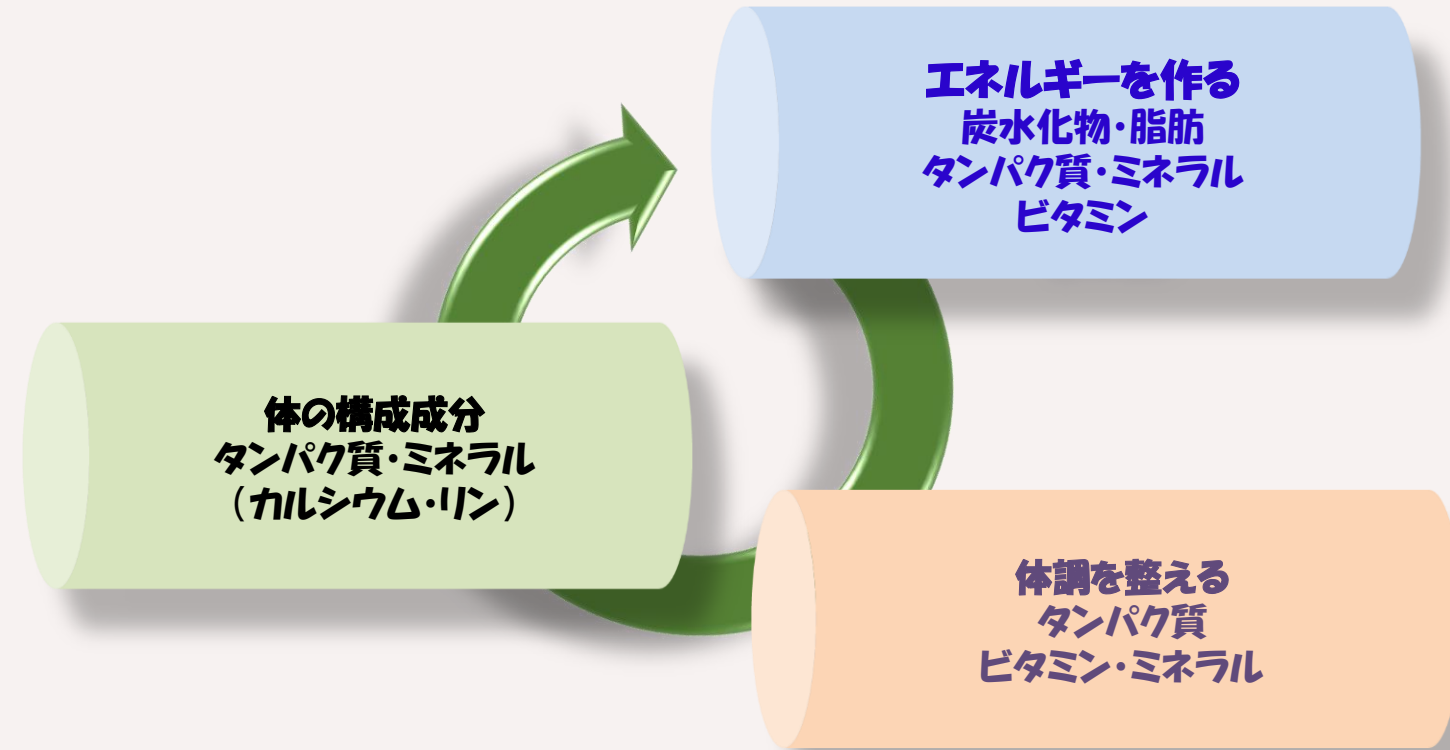 エネルギーを作る
炭水化物・脂肪
タンパク質・ミネラル
ビタミン
体の構成成分
タンパク質・ミネラル
（カルシウム・リン）
体調を整える
タンパク質
ビタミン・ミネラル